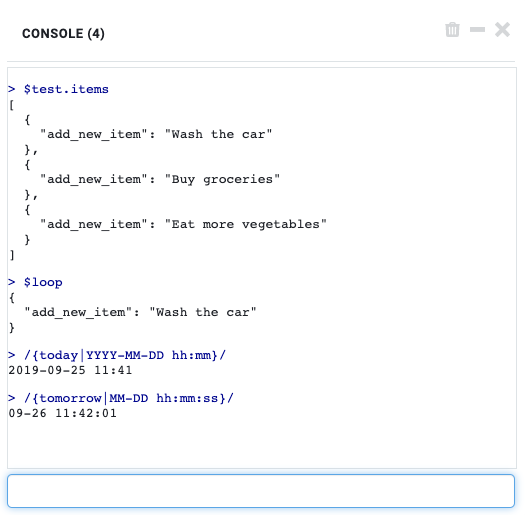 CONSOLE (4)
> $test.items
[
  {
    "add_new_item": "Wash the car"
  },
  {
    "add_new_item": "Buy groceries"
  },
  {
    "add_new_item": "Eat more vegetables"
  }
]
> $loop
{
  "add_new_item": "Wash the car"
}
> /{today|YYYY-MM-DD hh:mm}/
2019-09-25 11:41
> /{tomorrow|MM-DD hh:mm:ss}/
09-26 11:42:01